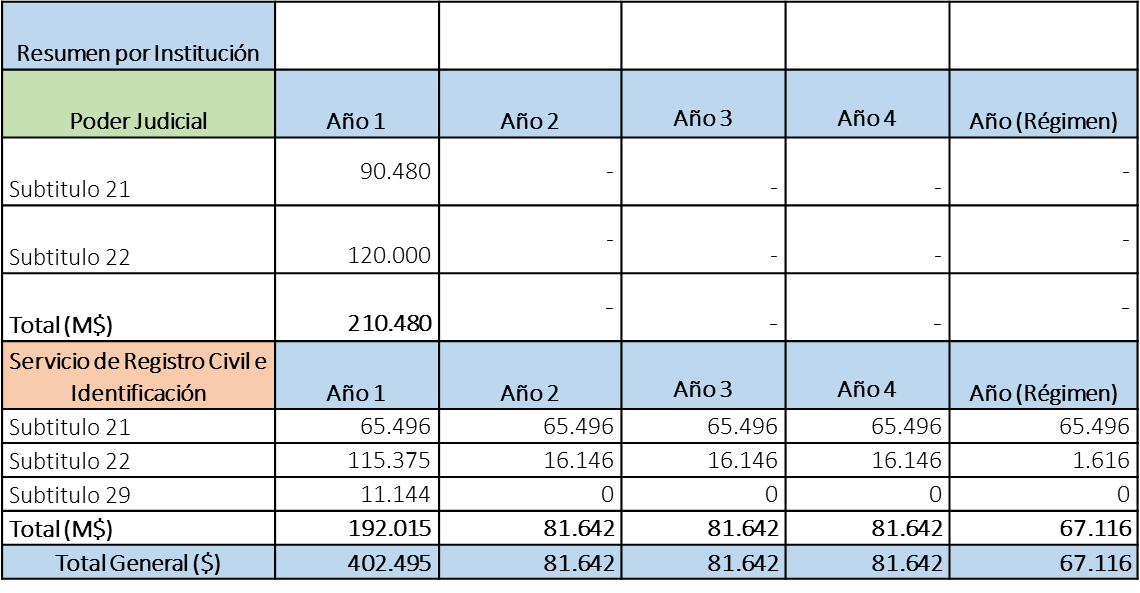 Resumen por Institución
Poder Judicial Año 1 Año 2 Año 3 Año 4 Año (Régimen)
Subtitulo 21 90.480 - - - -
Subtitulo 22 120.000 - - - -
Total (M$) 210.480 - - - -
Servicio de Registro Civil e
Identificación Año 1 Año 2 Año 3 Año 4 Año (Régimen)
Subtitulo 21 65.496 65.496 65.496 65.496 65.496
Subtitulo 22 115.375 16.146 16.146 16.146 1.616
Subtitulo 29 11.144 0 0 0 0
Total (M$) 192.015 81.642 81.642 81.642 67.116
Total General ($) 402.495 81.642 81.642 81.642 67.116